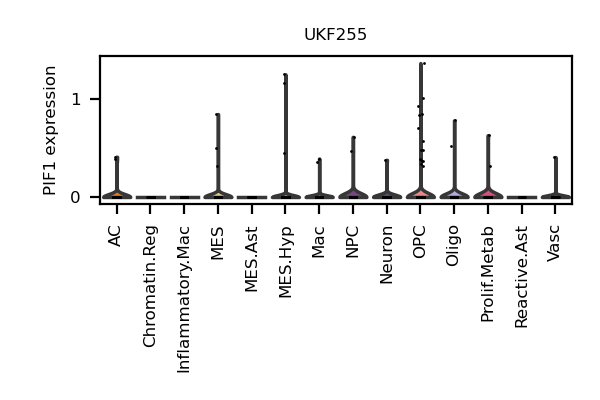 UKF255
PIF1 expression
1
0
AC
Chromatin.Reg
Inflammatory.Mac
MES
MES.Ast
MES.Hyp
Mac
NPC
Neuron
OPC
Oligo
Prolif.Metab
Reactive.Ast
Vasc